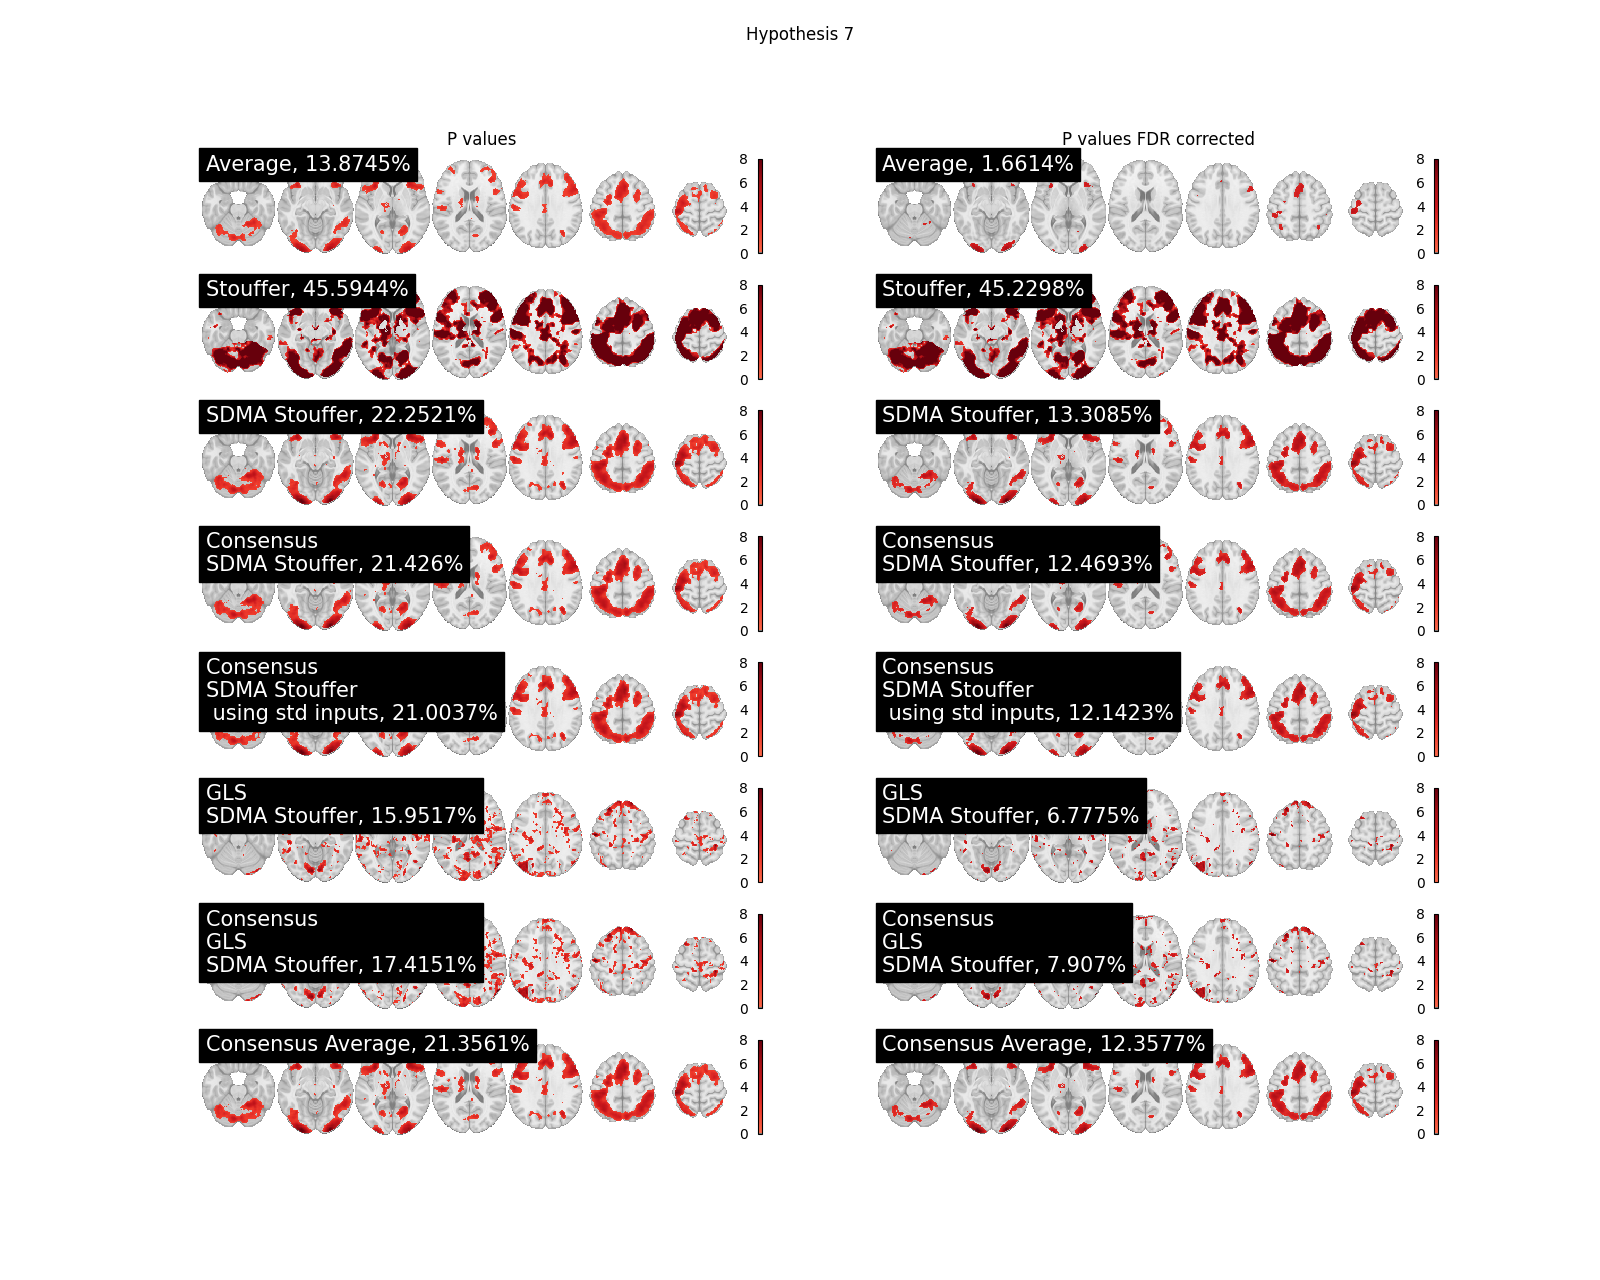 Hypothesis 7
P values
P values FDR corrected
Average, 13.8745%
8
6
4
2
0
Average, 1.6614%
8
6
4
2
0
Stouffer, 45.5944%
8
6
4
2
0
Stouffer, 45.2298%
8
6
4
2
0
SDMA Stouffer, 22.2521%
8
6
4
2
0
SDMA Stouffer, 13.3085%
8
6
4
2
0
Consensus
SDMA Stouffer, 21.426%
8
6
4
2
0
Consensus
SDMA Stouffer, 12.4693%
8
6
4
2
0
Consensus
SDMA Stouffer
using std inputs, 21.0037%
8
6
4
2
0
Consensus
SDMA Stouffer
using std inputs, 12.1423%
8
6
4
2
0
GLS
SDMA Stouffer, 15.9517%
8
6
4
2
0
GLS
SDMA Stouffer, 6.7775%
8
6
4
2
0
Consensus
GLS
SDMA Stouffer, 17.4151%
8
6
4
2
0
Consensus
GLS
SDMA Stouffer, 7.907%
8
6
4
2
0
Consensus Average, 21.3561%
8
6
4
2
0
Consensus Average, 12.3577%
8
6
4
2
0